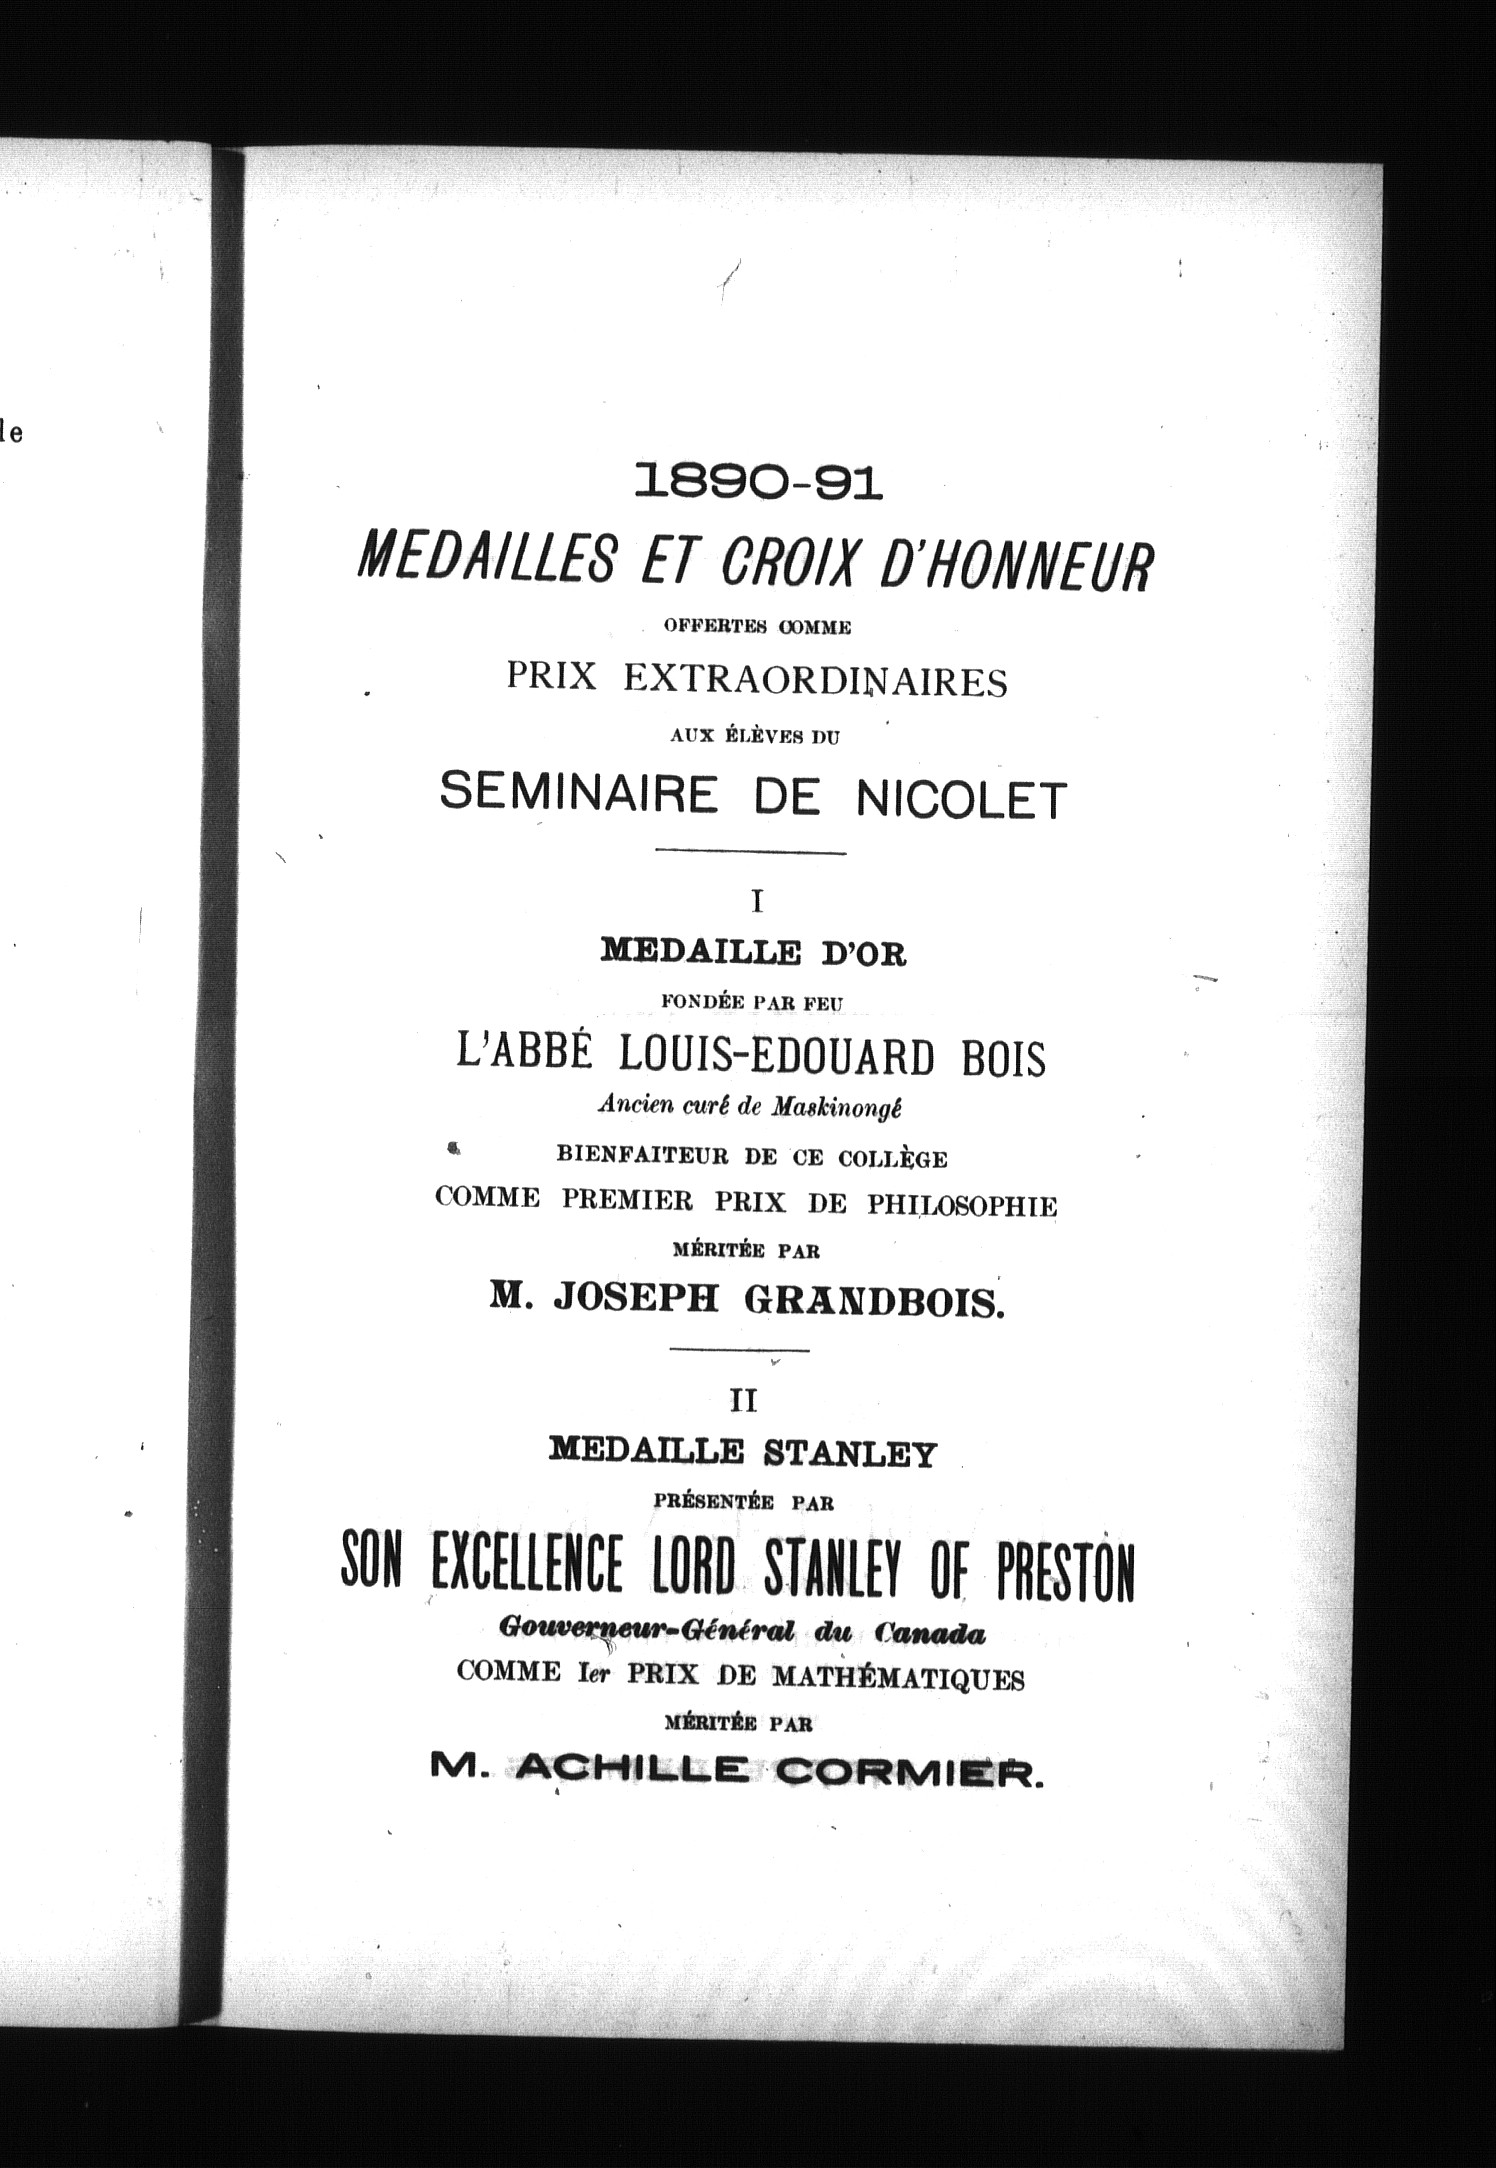 le
1890-91
MEDAILLES ET CROIX D'HONNEUR
OFFERTES COMME
PRIX EXTRAORDINAIRES
AUX ÉLÈVES DU
SEMINAIRE DE NICOLET
I
MEDAILLE D'OR
FONDÉE PAR FEU
L'ABBÉ LOUIS-EDOUARD BOIS
Ancien curé de Maskinongé
BIENFAITEUR DE CE COLLÈGE
COMME PREMIER PRIX DE PHILOSOPHIE
MÉRITÉE PAR
M. JOSEPH GRANDBOIS.
II
MEDAILLE STANLEY
PRÉSENTÉE PAR
SON EXCELLENCE LORD STANLEY OF PRESTON
Gouverneur-Général du Canada
COMME Ier PRIX DE MATHÉMATIQUES
MÉRITÉE PAR
M. ACHILLE CORMIER.